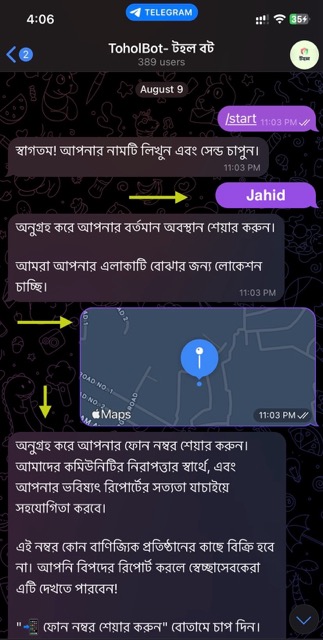 4:06
TELEGRAM
35
2
ToholBot- টহল বট
389 users
টহল
August 9
/start 11:03 PM
স্বাগতম! আপনার নামটি লিখুন এবং সেন্ড চাপুন।
11:03 PM
Jahid
অনুগ্রহ করে আপনার বর্তমান অবস্থান শেয়ার করুন।
আমরা আপনার এলাকাটি বোঝার জন্য লোকেশন
চাচ্ছি।
11:03 PM
ROAD NO.-1
ROAD NO.-2
Maps
11:03 PM
অনুগ্রহ করে আপনার ফোন নম্বর শেয়ার করুন।
আমাদের কমিউনিটির নিরাপত্তার স্বার্থে, এবং
আপনার ভবিষ্যৎ রিপোর্টের সত্যতা যাচাইয়ে
সহযোগিতা করবে।
এই নম্বর কোন বাণিজ্যিক প্রতিষ্ঠানের কাছে বিক্রি হবে
না। আপনি বিপদের রিপোর্ট করলে স্বেচ্ছাসেবকেরা
এটি দেখতে পারবেন!
"📲 ফোন নম্বর শেয়ার করুন" বোতামে চাপ দিন।